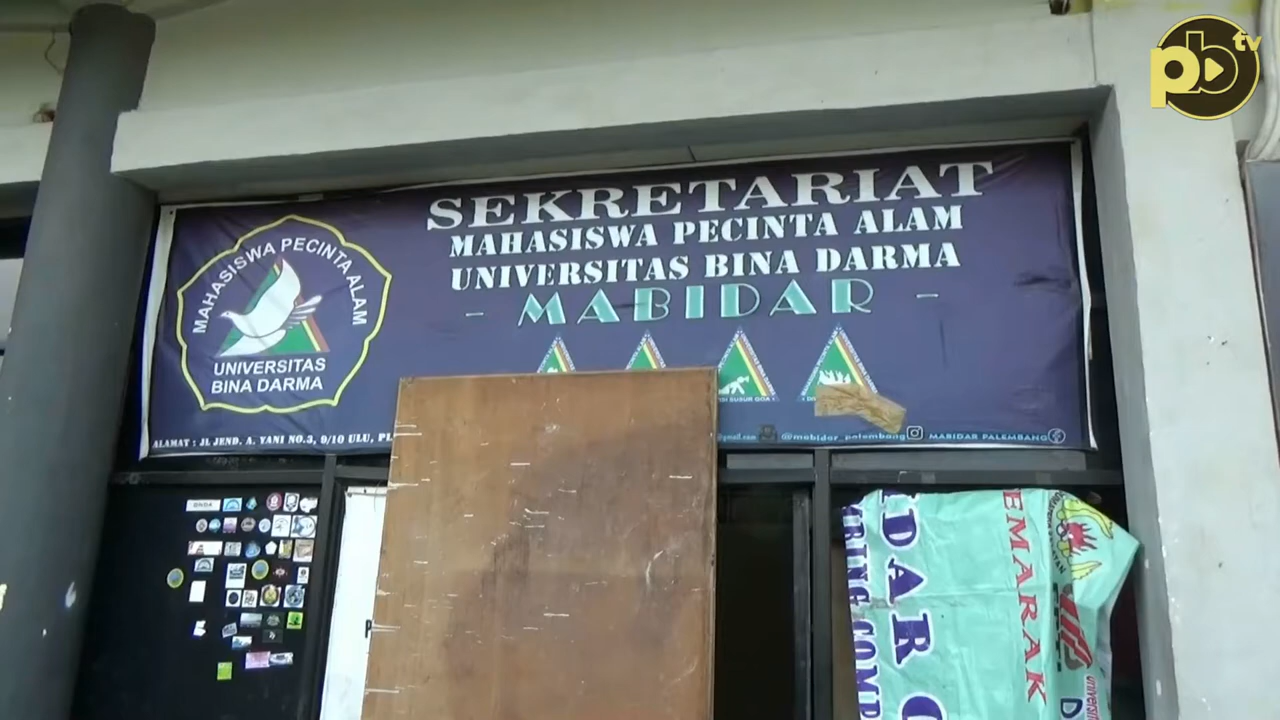 pb tv
SEKRETARIAT
MAHASISWA PECINTA ALAM
UNIVERSITAS BINA DARMA
- MABIDAR -
MAHASISWA PECINTA ALAM
UNIVERSITAS
BINA DARMA
ALAMAT : JL JEND. A. YANI NO.3, 9/10 ULU,
@mabidar_palembang
MABIDAR PALEMBANG
EMARAK